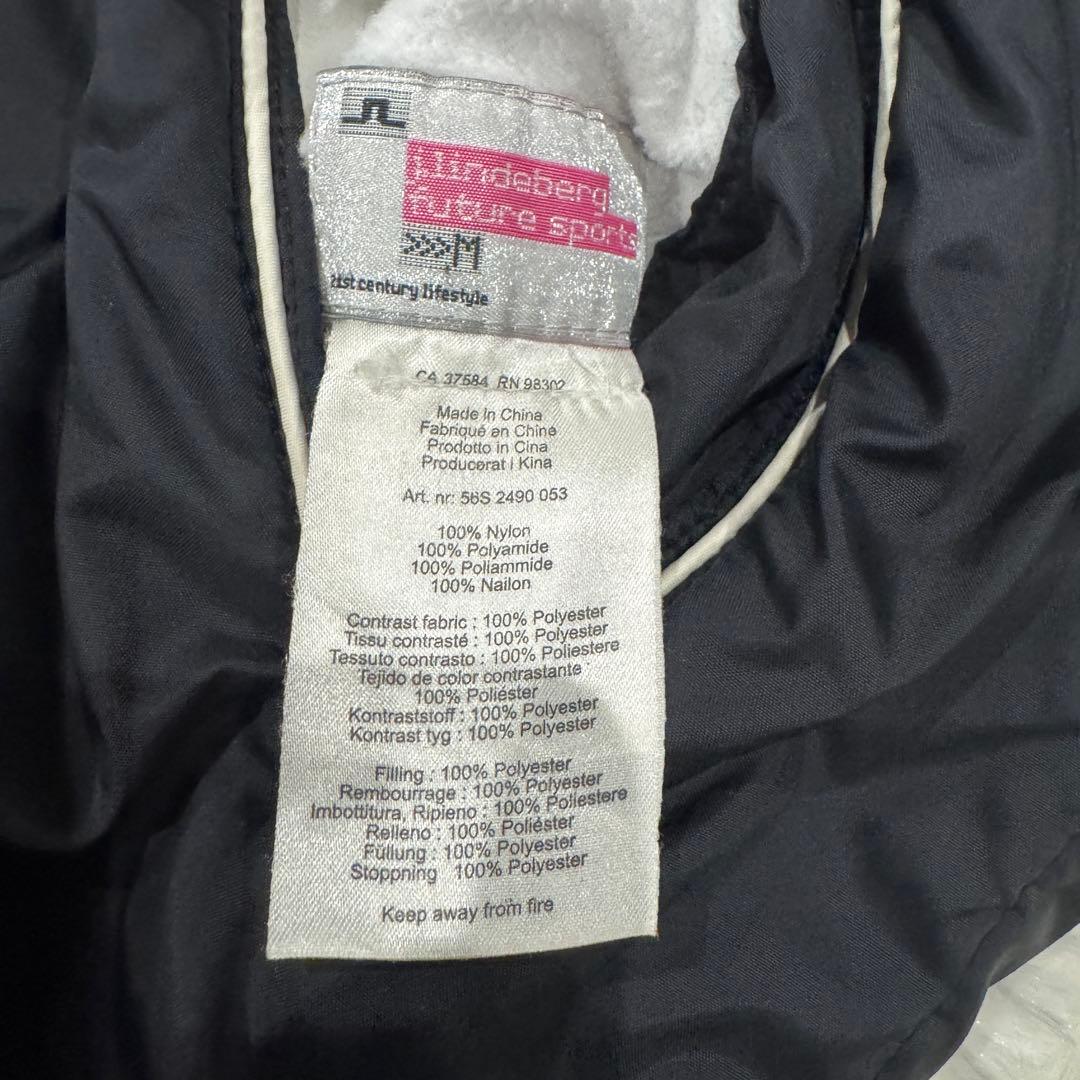 JL
j.lindeberg
future sports
>>>M
21st century lifestyle
CA 37584 RN 98302
Made In China
Fabriqué en Chine
Prodotto in Cina
Producerat i Kina
Art. nr: 56S 2490 053
100% Nylon
100% Polyamide
100% Poliammide
100% Nailon
Contrast fabric : 100% Polyester
Tissu contrasté : 100% Polyester
Tessuto contrasto : 100% Poliestere
Tejido de color contrastante
100% Poliéster
Kontraststoff : 100% Polyester
Kontrast tyg : 100% Polyester
Filling : 100% Polyester
Rembourrage : 100% Polyester
Imbottitura, Ripieno : 100% Poliestere
Relleno : 100% Poliéster
Füllung : 100% Polyester
Stoppning 100% Polyester
Keep away from fire